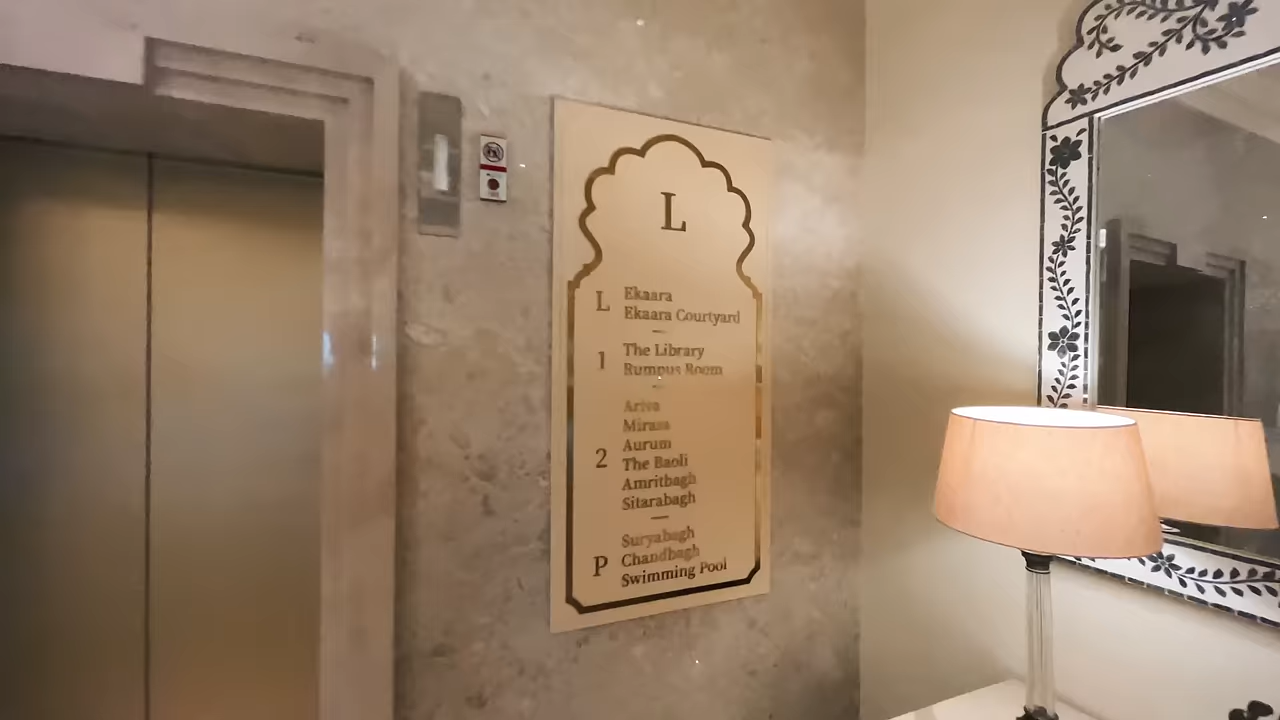 L
L Ekaara
Ekaara Courtyard
1 The Library
Rumpus Room
Ariva
Mirasa
Aurum
2 The Baoli
Amritbagh
Sitarabagh
Suryabagh
P Chandbagh
Swimming Pool